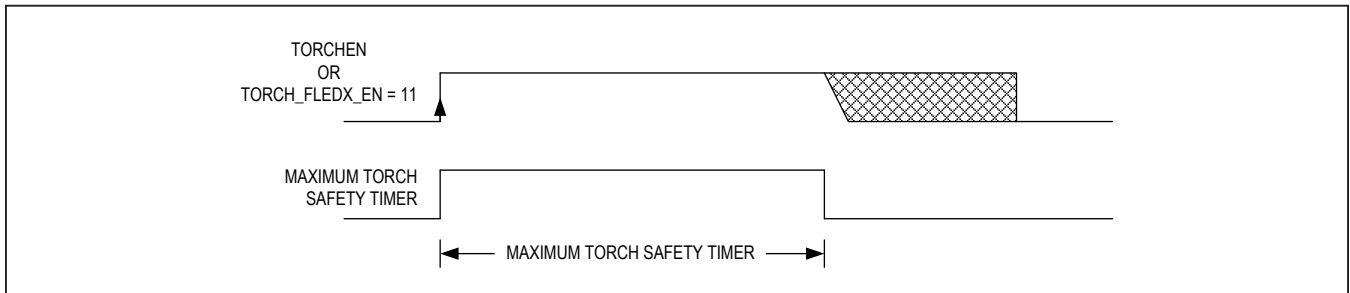 TORCHEN
OR
TORCH_FLEDX_EN = 11
MAXIMUM TORCH
SAFETY TIMER
MAXIMUM TORCH SAFETY TIMER